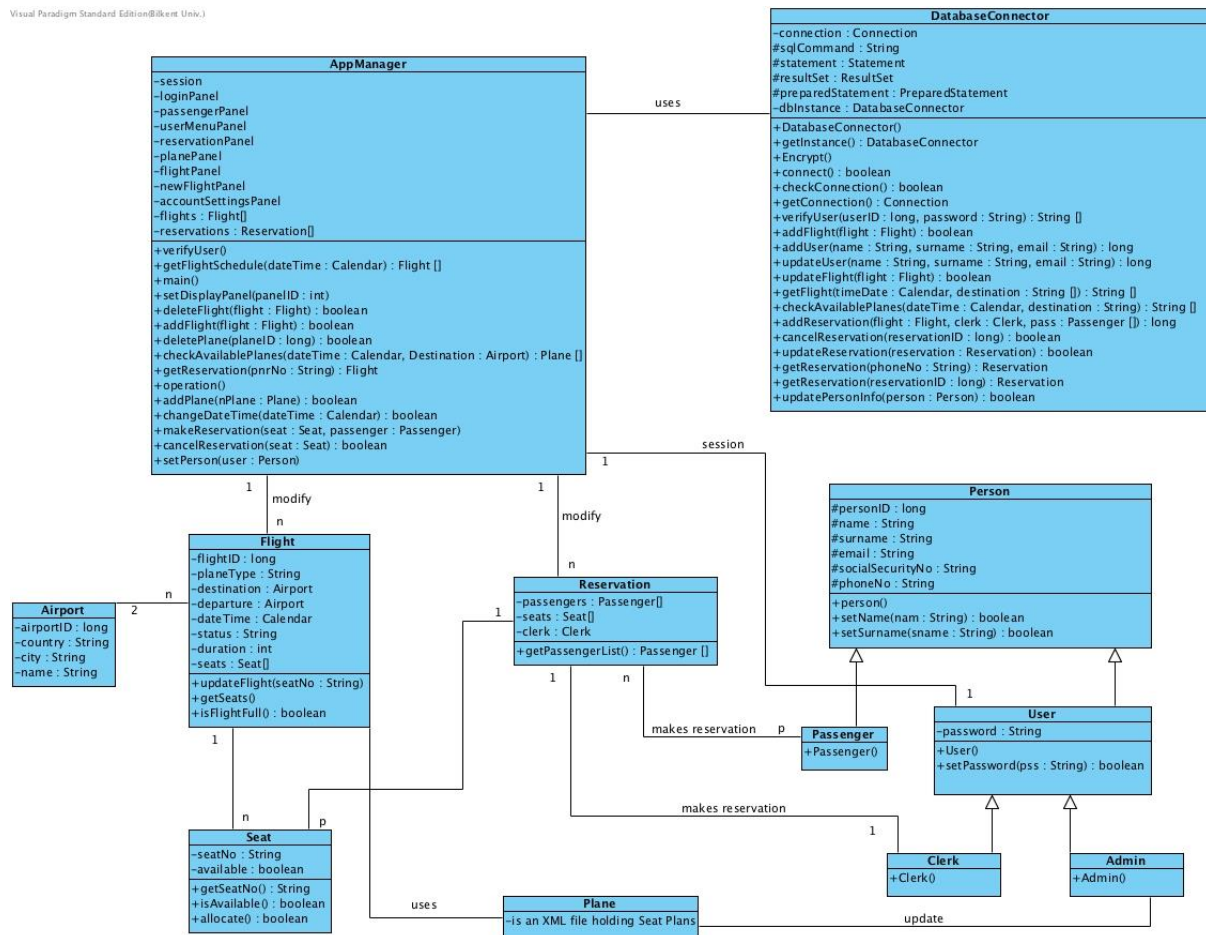 Visual Paradigm Standard Edition(Bilkent Univ.)
DatabaseConnector
-connection : Connection
#sqlCommand : String
#statement : Statement
#resultSet : ResultSet
#preparedStatement : PreparedStatement
-dbInstance : DatabaseConnector
+DatabaseConnector()
+getInstance() : DatabaseConnector
+Encrypt()
+connect() : boolean
+checkConnection() : boolean
+getConnection() : Connection
+verifyUser(userID : long, password : String) : String []
+addFlight(flight : Flight) : boolean
+addUser(name : String, surname : String, email : String) : long
+updateUser(name : String, surname : String, email : String) : long
+updateFlight(flight : Flight) : boolean
+getFlight(timeDate : Calendar, destination : String []) : String []
+checkAvailablePlanes(dateTime : Calendar, destination : String) : String []
+addReservation(flight : Flight, clerk : Clerk, pass : Passenger []) : long
+cancelReservation(reservationID : long) : boolean
+updateReservation(reservation : Reservation) : boolean
+getReservation(phoneNo : String) : Reservation
+getReservation(reservationID : long) : Reservation
+updatePersonInfo(person : Person) : boolean
AppManager
-session
-loginPanel
-passengerPanel
-userMenuPanel
-reservationPanel
-planePanel
-flightPanel
-newFlightPanel
-accountSettingsPanel
-flights : Flight[]
-reservations : Reservation[]
+verifyUser()
+getFlightSchedule(dateTime : Calendar) : Flight []
+main()
+setDisplayPanel(panelID : int)
+deleteFlight(flight : Flight) : boolean
+addFlight(flight : Flight) : boolean
+deletePlane(planeID : long) : boolean
+checkAvailablePlanes(dateTime : Calendar, Destination : Airport) : Plane []
+getReservation(pnrNo : String) : Flight
+operation()
+addPlane(nPlane : Plane) : boolean
+changeDateTime(dateTime : Calendar) : boolean
+makeReservation(seat : Seat, passenger : Passenger)
+cancelReservation(seat : Seat) : boolean
+setPerson(user : Person)
uses
session
1
1
1
modify
n
1
modify
n
Person
#personID : long
#name : String
#surname : String
#email : String
#socialSecurityNo : String
#phoneNo : String
+person()
+setName(nam : String) : boolean
+setSurname(sname : String) : boolean
Flight
-flightID : long
-planeType : String
-destination : Airport
-departure : Airport
-dateTime : Calendar
-status : String
-duration : int
-seats : Seat[]
+updateFlight(seatNo : String)
+getSeats()
+isFlightFull() : boolean
Reservation
-passengers : Passenger[]
-seats : Seat[]
-clerk : Clerk
+getPassengerList() : Passenger []
n
2
Airport
-airportID : long
-country : String
-city : String
-name : String
1
1
n
makes reservation
p
Passenger
+Passenger()
User
-password : String
+User()
+setPassword(pss : String) : boolean
1
n
p
makes reservation
1
Seat
-seatNo : String
-available : boolean
+getSeatNo() : String
+isAvailable() : boolean
+allocate() : boolean
Clerk
+Clerk()
Admin
+Admin()
uses
Plane
-is an XML file holding Seat Plans
update